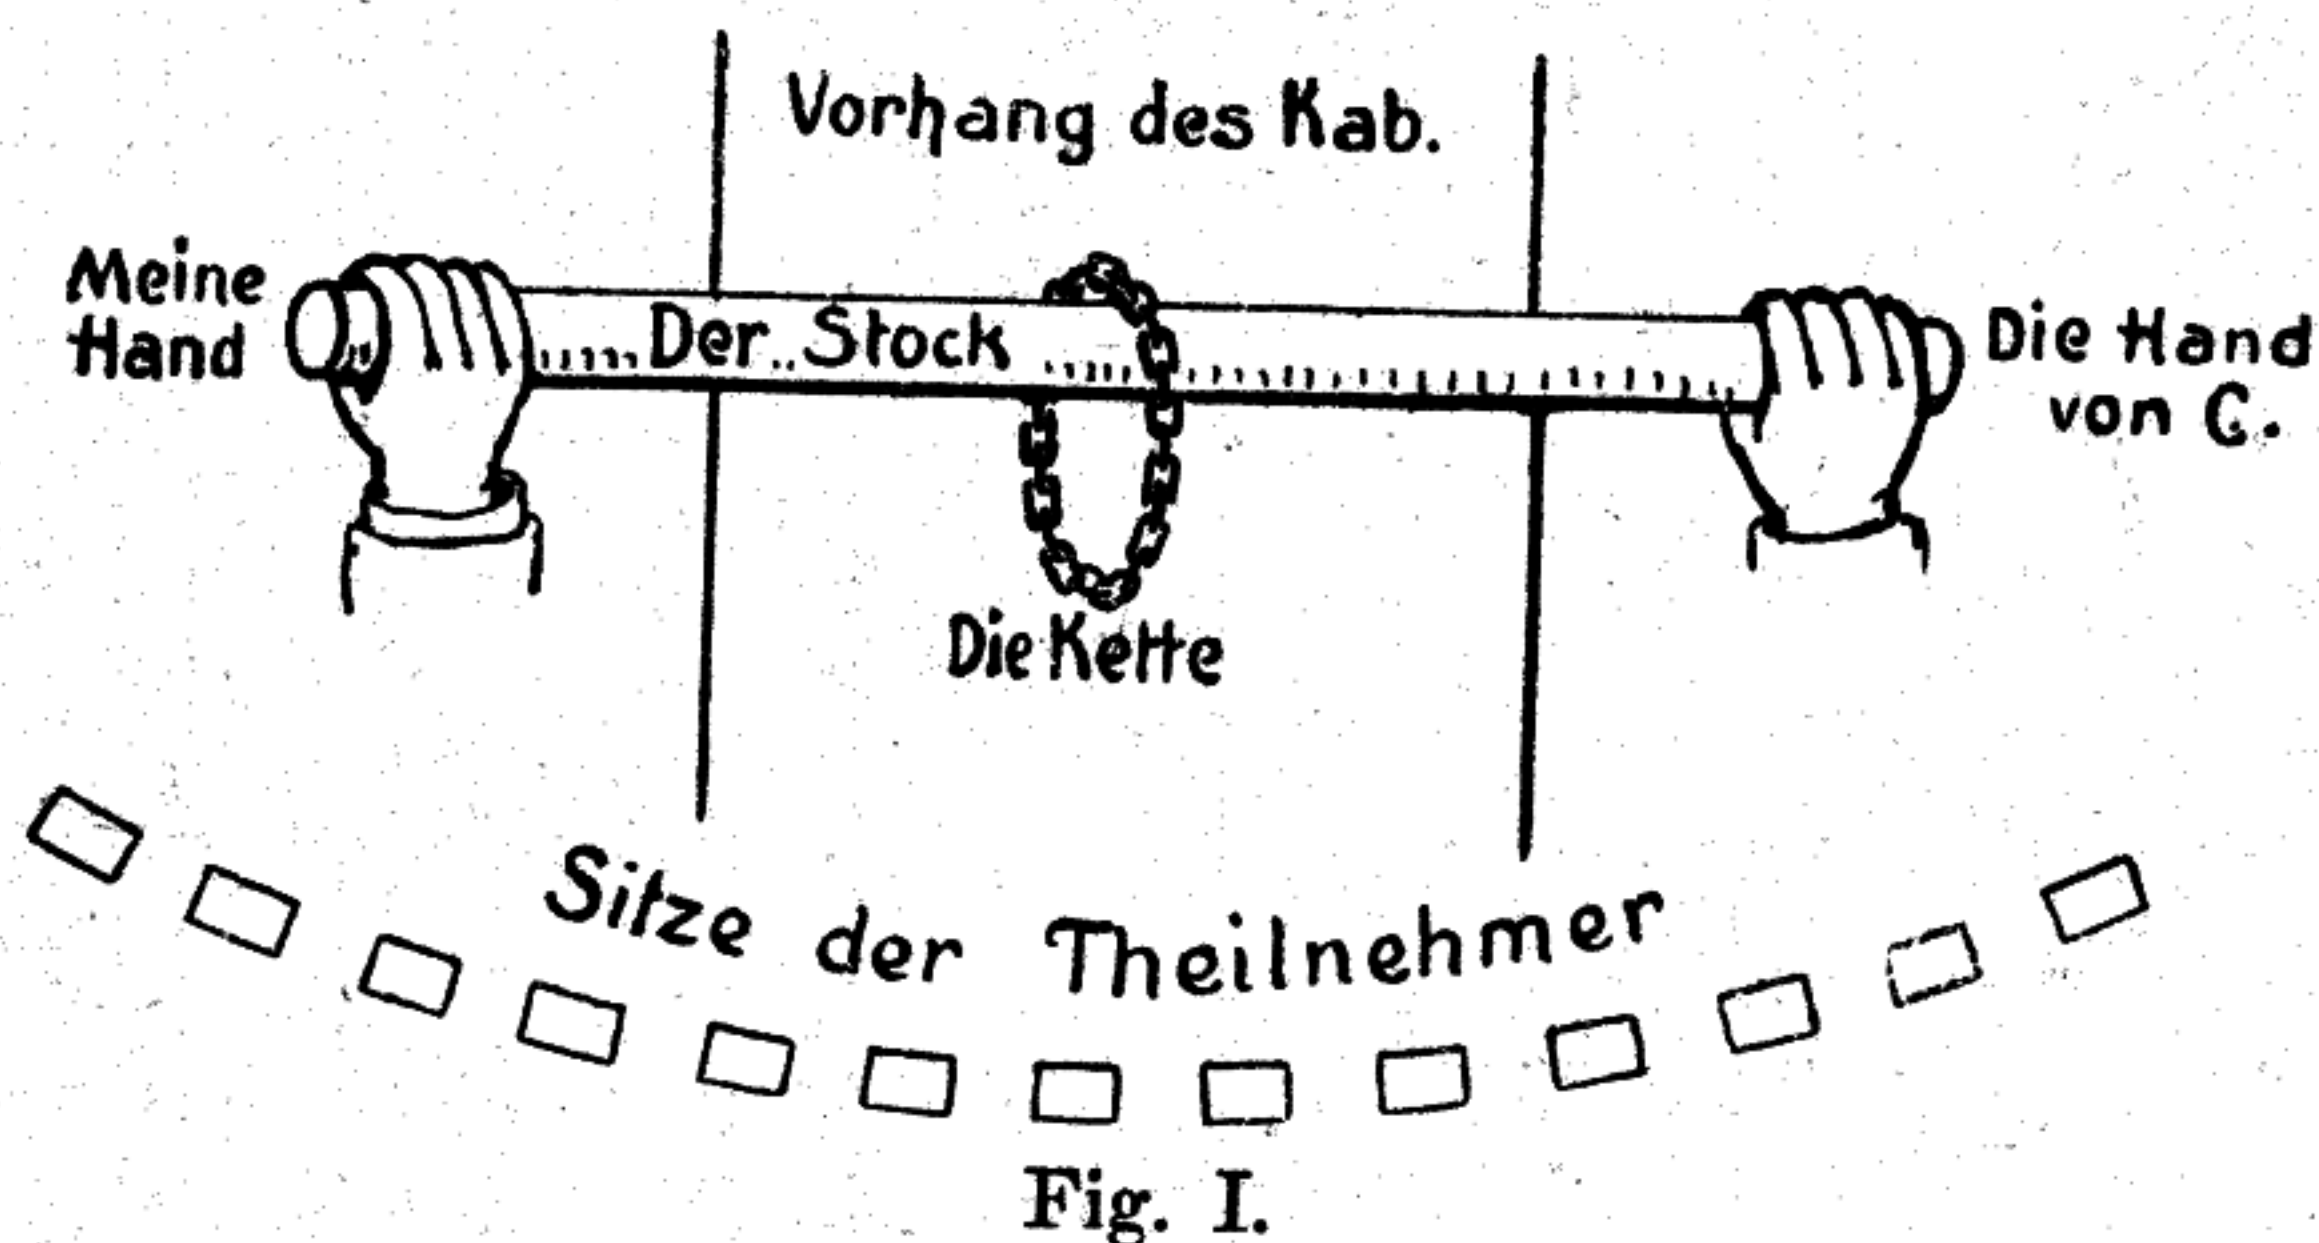 Vorhang des Kab.
Meine
Hand
Der Stock
Die Hand
von C.
Die Kette
Sitze der Theilnehmer
Fig. I.